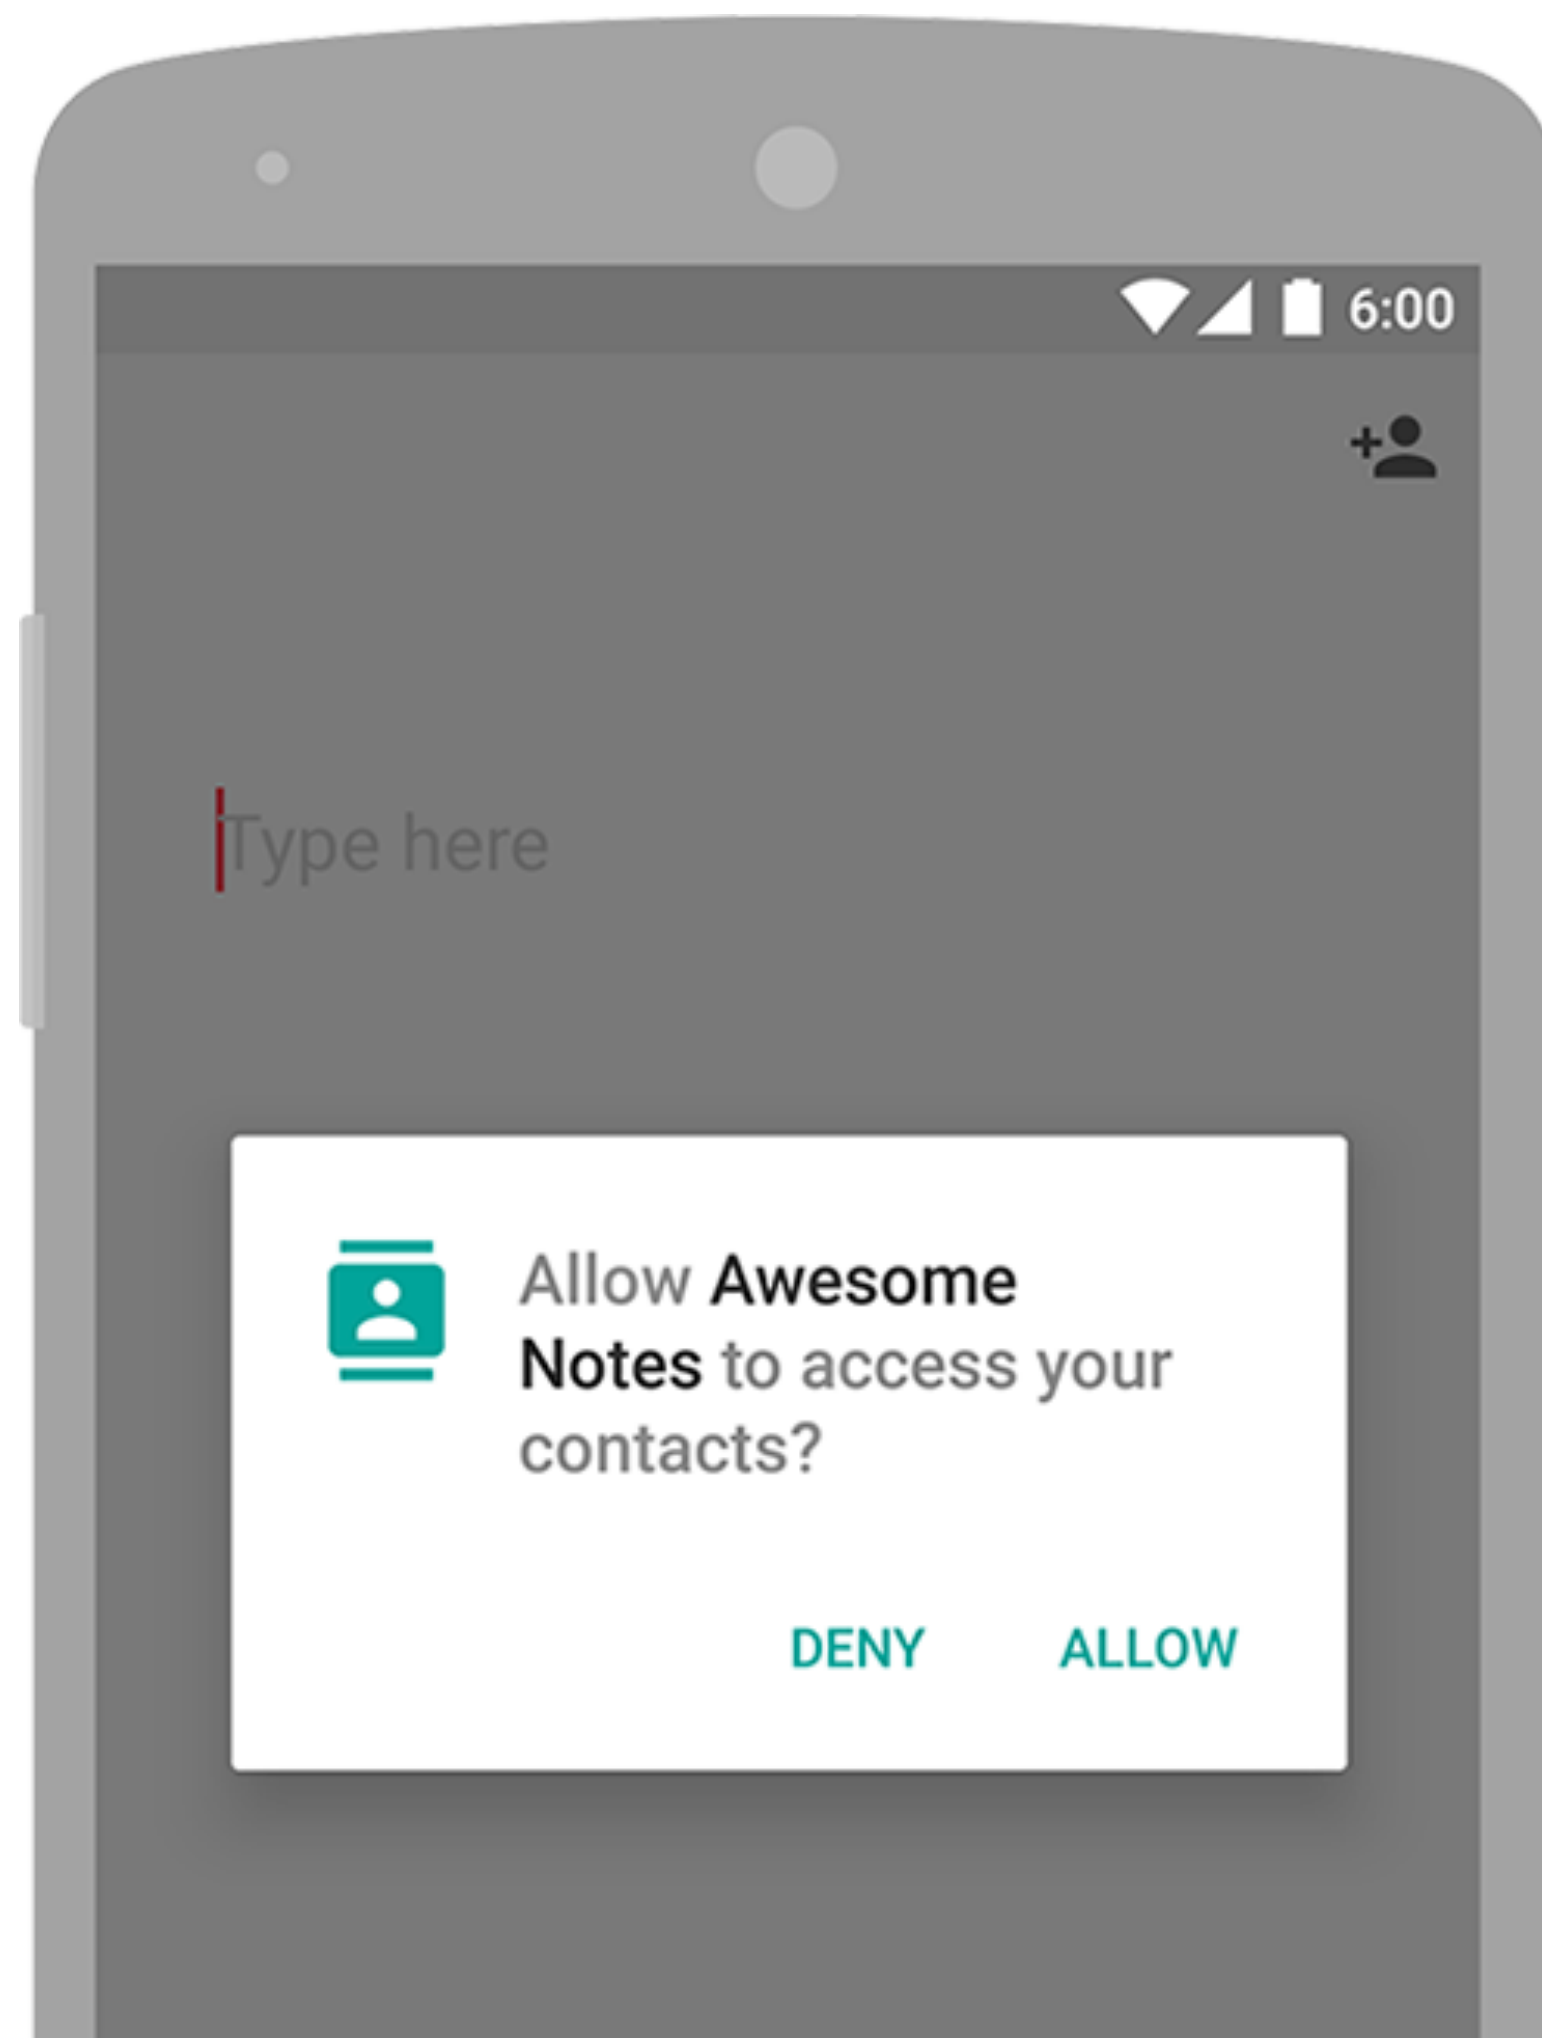 6:00
Type here
Allow Awesome
Notes to access your
contacts?
DENY ALLOW